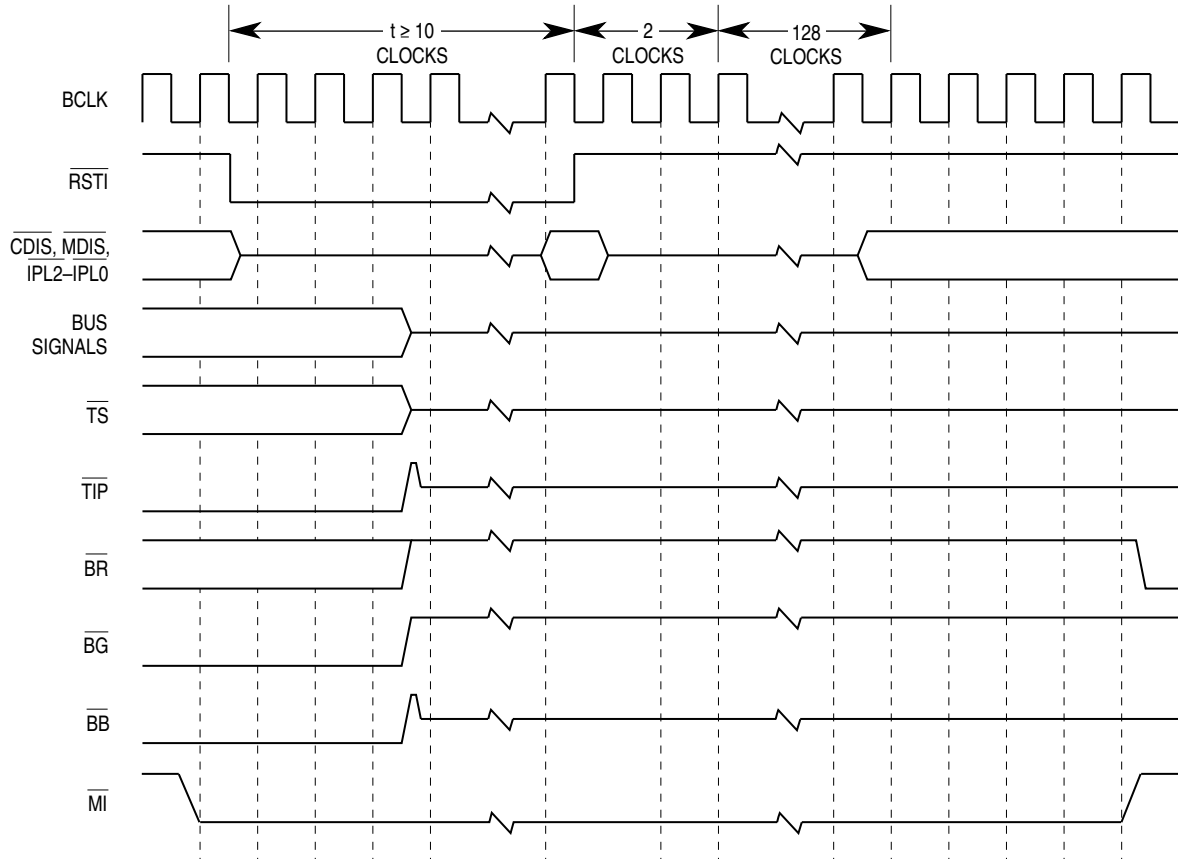 t ≥ 10
CLOCKS
2
CLOCKS
128
CLOCKS
BCLK
RSTI
CDIS, MDIS,
IPL2–IPL0
BUS
SIGNALS
TS
TIP
BR
BG
BB
MI